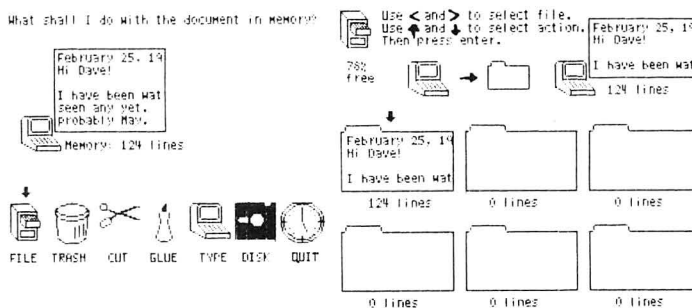 What shall I do with the document in memory?
February 25, 19
Hi Dave!
I have been wat
seen any yet.
probably May.
Memory: 124 lines
FILE TRASH CUT GLUE TYPE DISK QUIT
Use < and > to select file.
Use ↑ and ↓ to select action.
Then press enter.
78%
free
February 25, 19
Hi Dave!
I have been wat
124 lines
February 25, 19
Hi Dave!
I have been wat
124 lines
0 lines
0 lines
0 lines
0 lines
0 lines